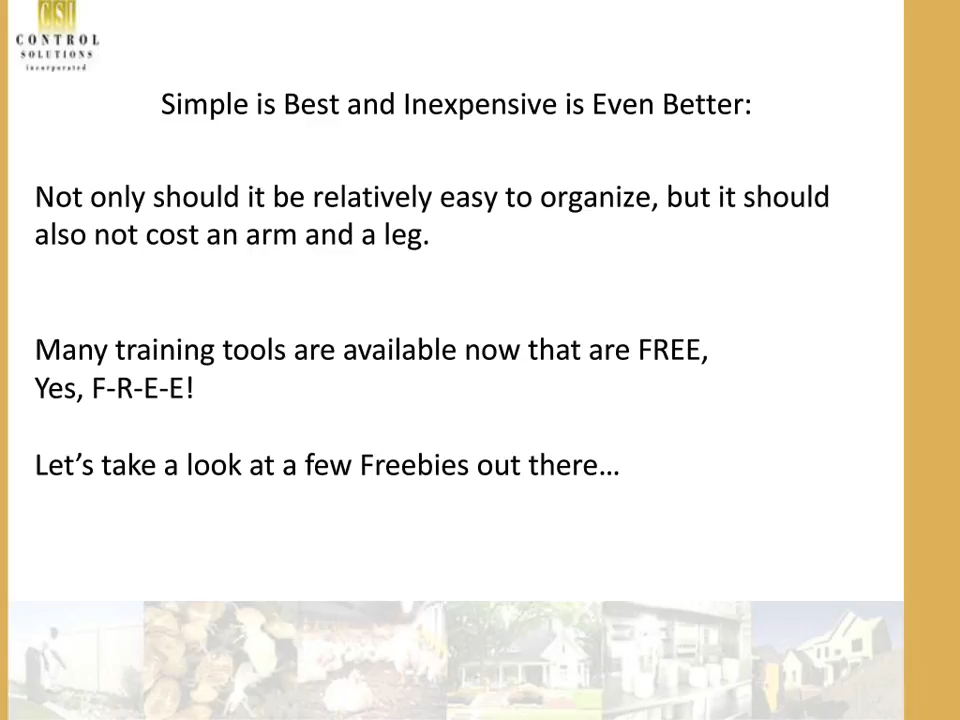 CSI
CONTROL
SOLUTIONS
incorporated
Simple is Best and Inexpensive is Even Better:
Not only should it be relatively easy to organize, but it should
also not cost an arm and a leg.
Many training tools are available now that are FREE,
Yes, F-R-E-E!
Let’s take a look at a few Freebies out there…